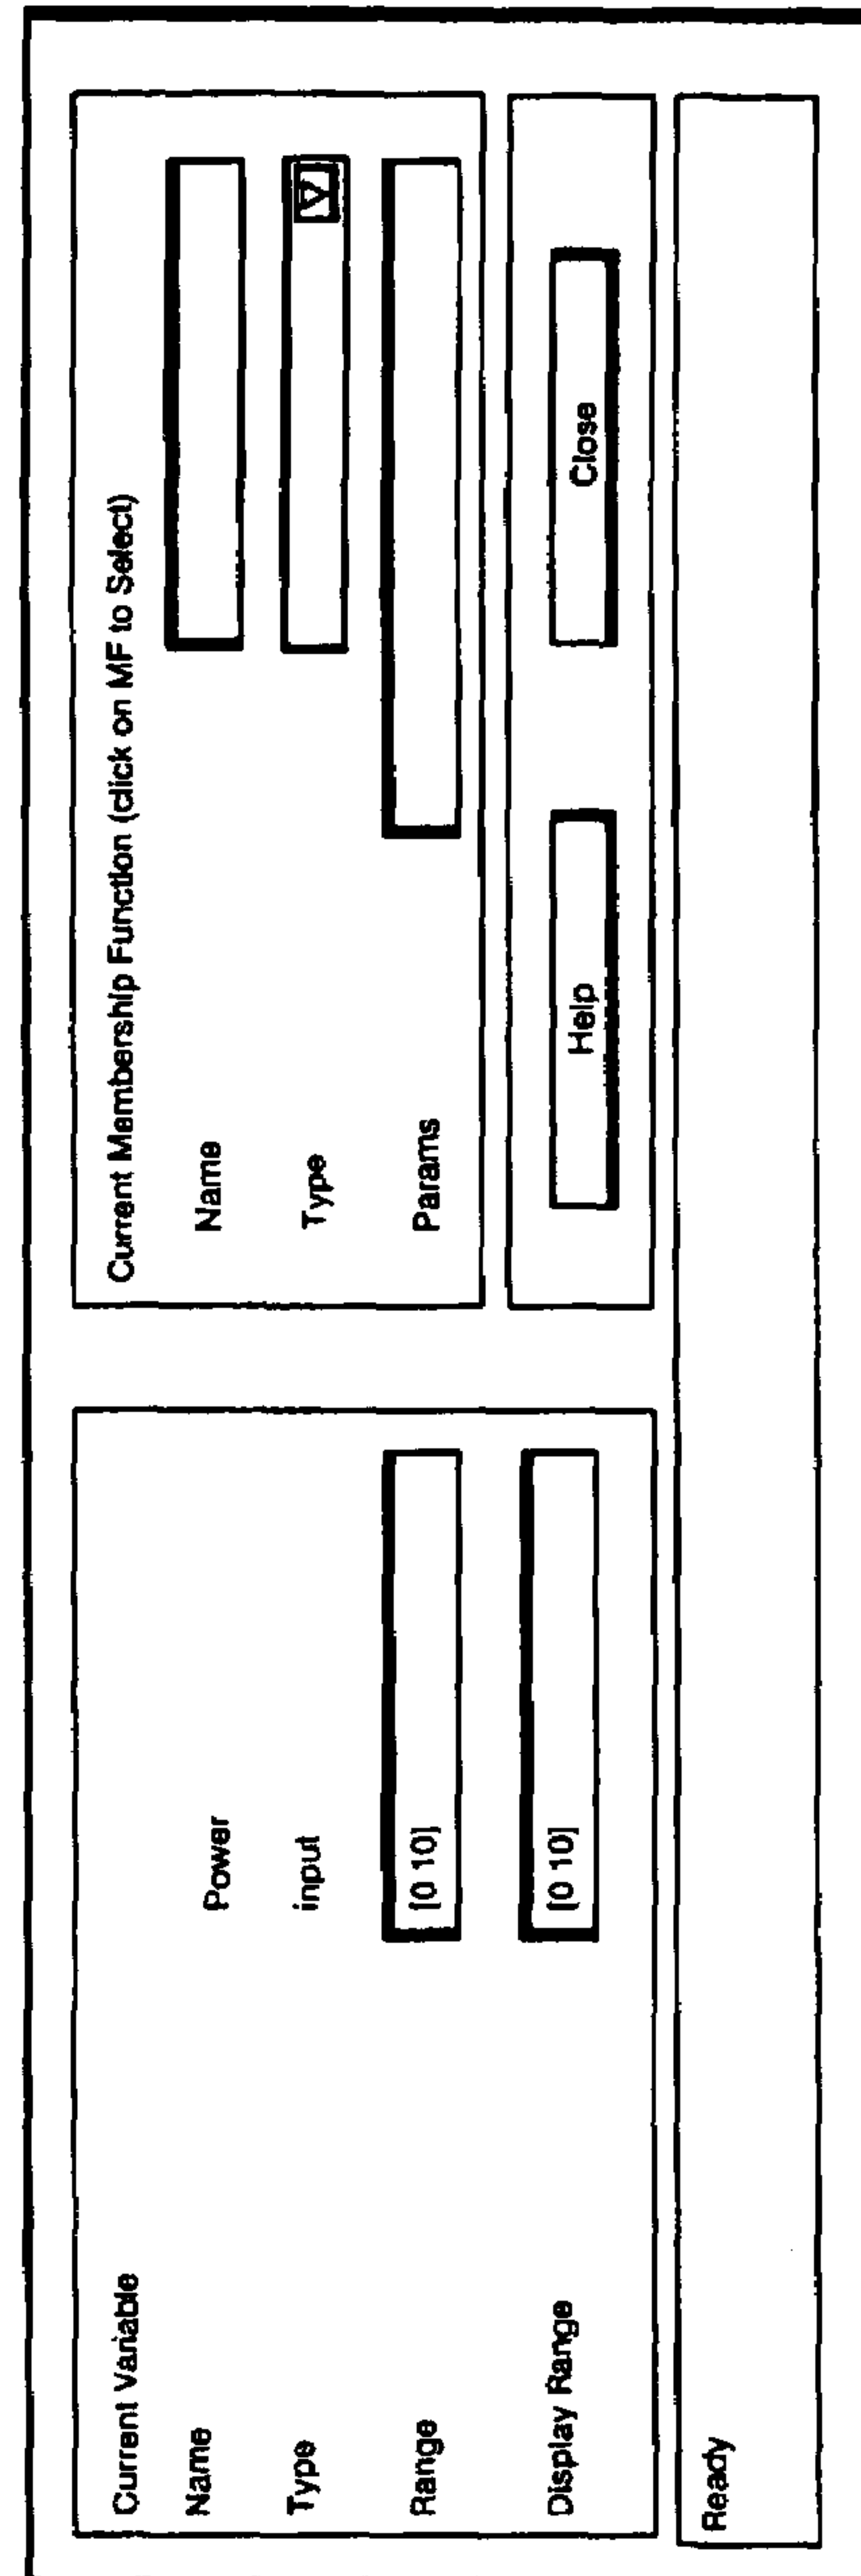 Current Variable
Name Power
Type input
Range [0 10]
Display Range [0 10]
Current Membership Function (click on MF to Select)
Name
Type
Params
Help Close
Ready